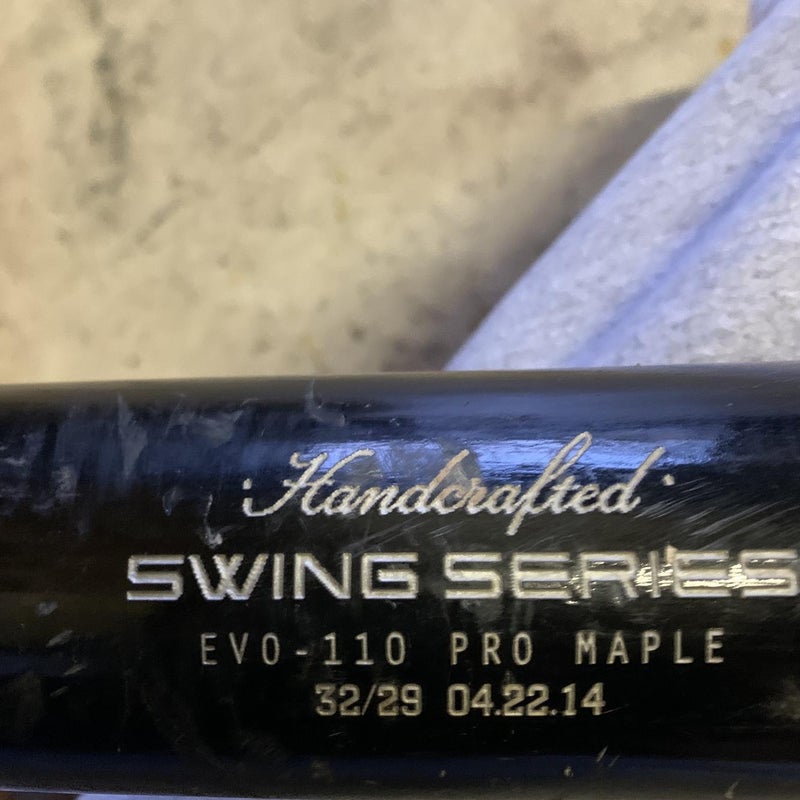 Handcrafted
SWING SERIES
EVO-110 PRO MAPLE
32/29 04.22.14